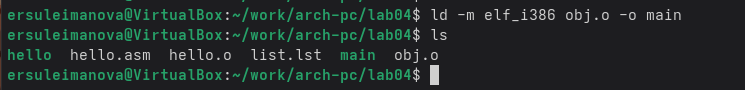 ersuleimanova@VirtualBox:~/work/arch-pc/lab04$ ld -m elf_i386 obj.o -o main
ersuleimanova@VirtualBox:~/work/arch-pc/lab04$ ls
hello  hello.asm  hello.o  list.lst  main  obj.o
ersuleimanova@VirtualBox:~/work/arch-pc/lab04$